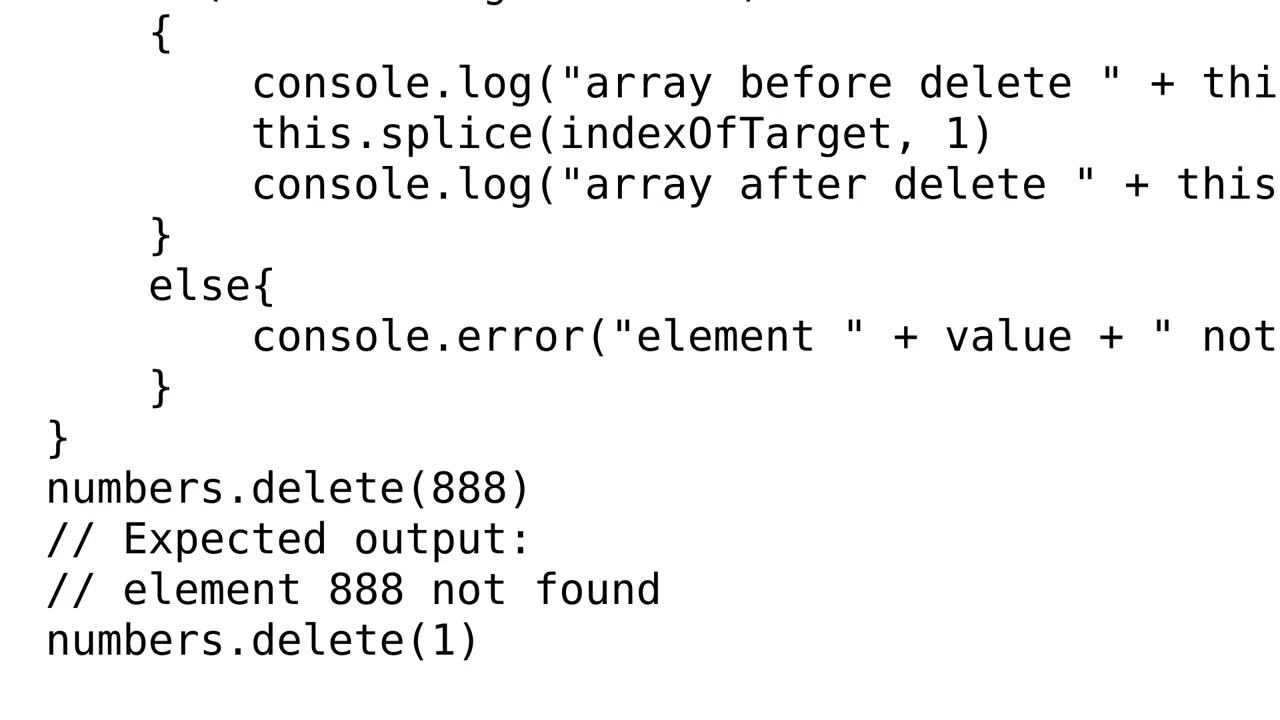 {
console.log("array before delete " + thi
this.splice(indexOfTarget, 1)
console.log("array after delete " + this
}
else{
console.error("element " + value + " not
}
}
numbers.delete(888)
// Expected output:
// element 888 not found
numbers.delete(1)